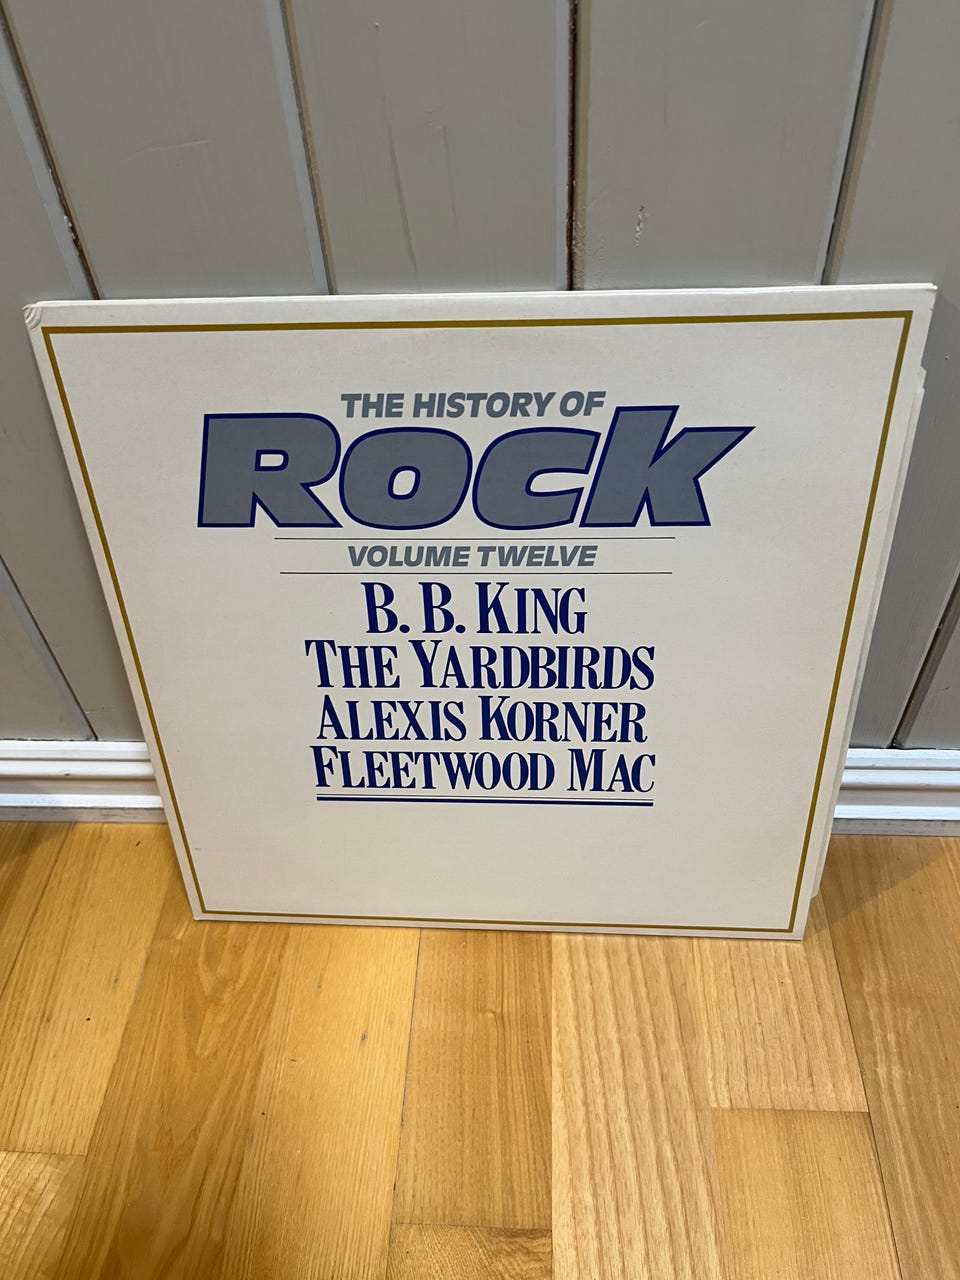 THE HISTORY OF
ROCK
VOLUME TWELVE
B. B. KING
THE YARDBIRDS
ALEXIS KORNER
FLEETWOOD MAC